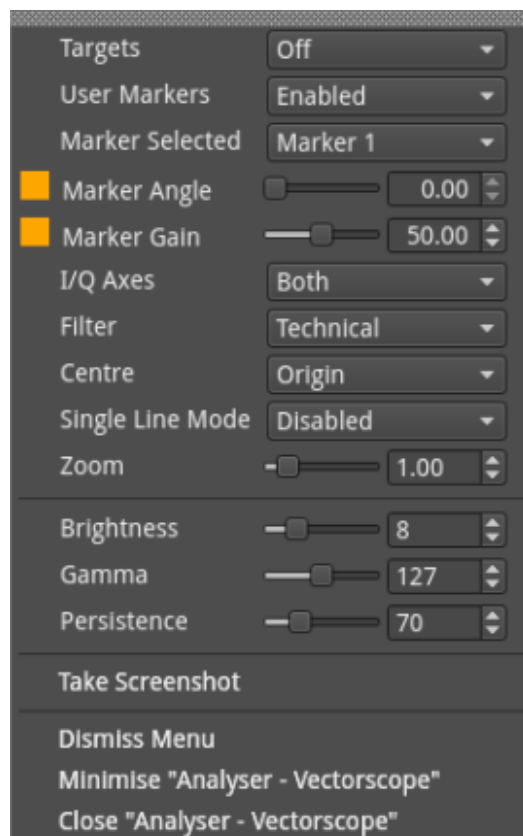 Targets Off
User Markers Enabled
Marker Selected Marker 1
Marker Angle 0.00
Marker Gain 50.00
I/Q Axes Both
Filter Technical
Centre Origin
Single Line Mode Disabled
Zoom 1.00
Brightness 8
Gamma 127
Persistence 70
Take Screenshot
Dismiss Menu
Minimise "Analyser - Vectorscope"
Close "Analyser - Vectorscope"